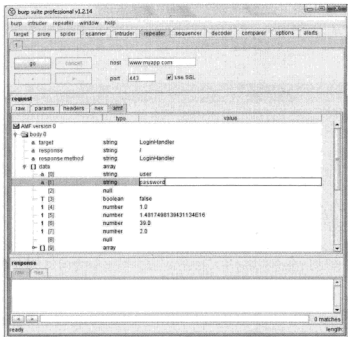 burp suite professional v1.2.14
burp intruder repeater window help
target proxy spider scanner intruder repeater sequencer decoder comparer options alerts
1
go cancel host www.myapp.com
< > port 443 use SSL
request
raw params headers hex amf
type value
AMF version 0
body 0
a target string LoginHandler
a response string /
a response method string LoginHandler
[] data array
a [0] string user
a [1] string password
[2] null
T [3] boolean false
1 [4] number 1.0
1 [5] number
1 [6] number 39.0
1 [7] number 2.0
[8] null
[] [9] array
response
raw hex
< > 0 matches
ready length